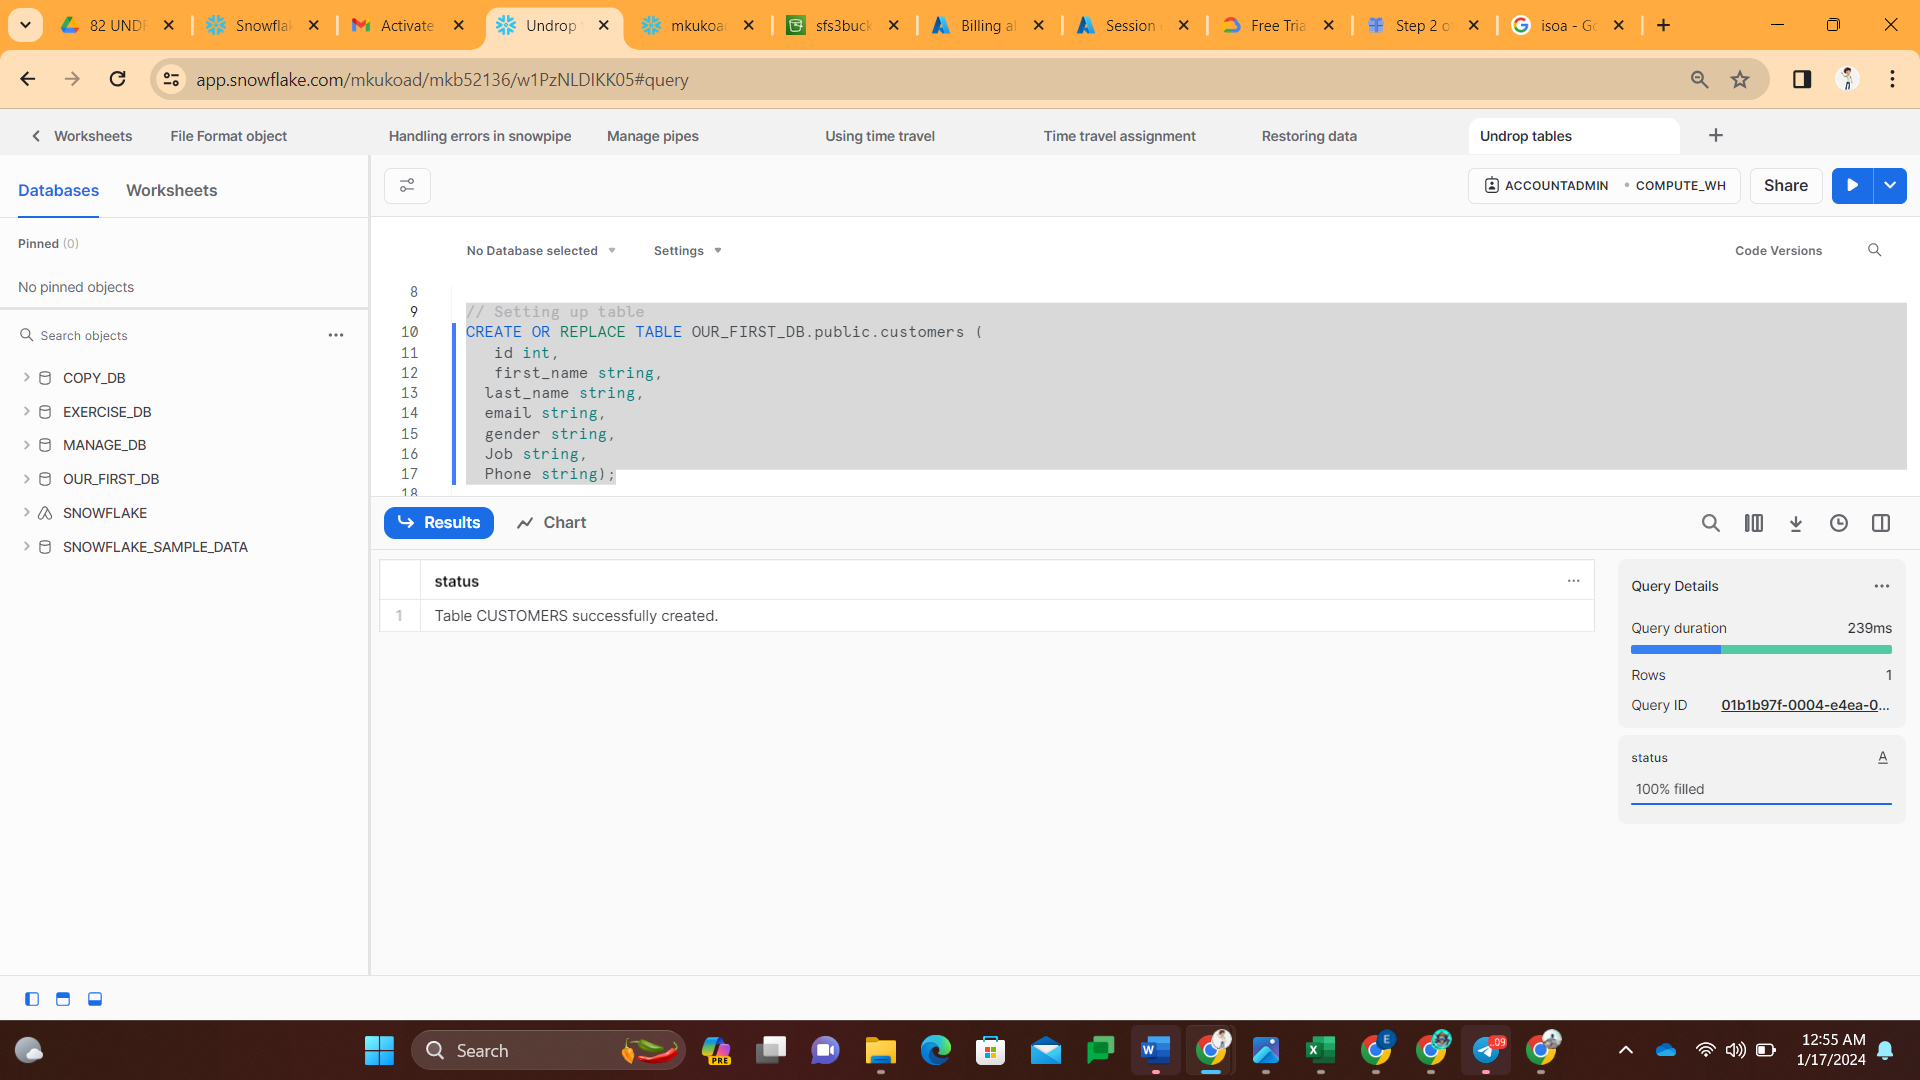 82 UNDR
Snowflak
Activate
Undrop t
mkukoad
sfs3buck
Billing al
Session
Free Tria
Step 2 o
isoa - Go
app.snowflake.com/mkukoad/mkb52136/w1PzNLDIKK05#query
Worksheets
File Format object
Handling errors in snowpipe
Manage pipes
Using time travel
Time travel assignment
Restoring data
Undrop tables
Databases
Worksheets
ACCOUNTADMIN
COMPUTE_WH
Share
Pinned (0)
No pinned objects
No Database selected
Settings
Code Versions
Search objects
COPY_DB
EXERCISE_DB
MANAGE_DB
OUR_FIRST_DB
SNOWFLAKE
SNOWFLAKE_SAMPLE_DATA
8
9 // Setting up table
10 CREATE OR REPLACE TABLE OUR_FIRST_DB.public.customers (
11 id int,
12 first_name string,
13 last_name string,
14 email string,
15 gender string,
16 Job string,
17 Phone string);
18
Results
Chart
status
1 Table CUSTOMERS successfully created.
Query Details
Query duration 239ms
Rows 1
Query ID 01b1b97f-0004-e4ea-0...
status A
100% filled
Search
PRE
W
X
E
.09
12:55 AM
1/17/2024